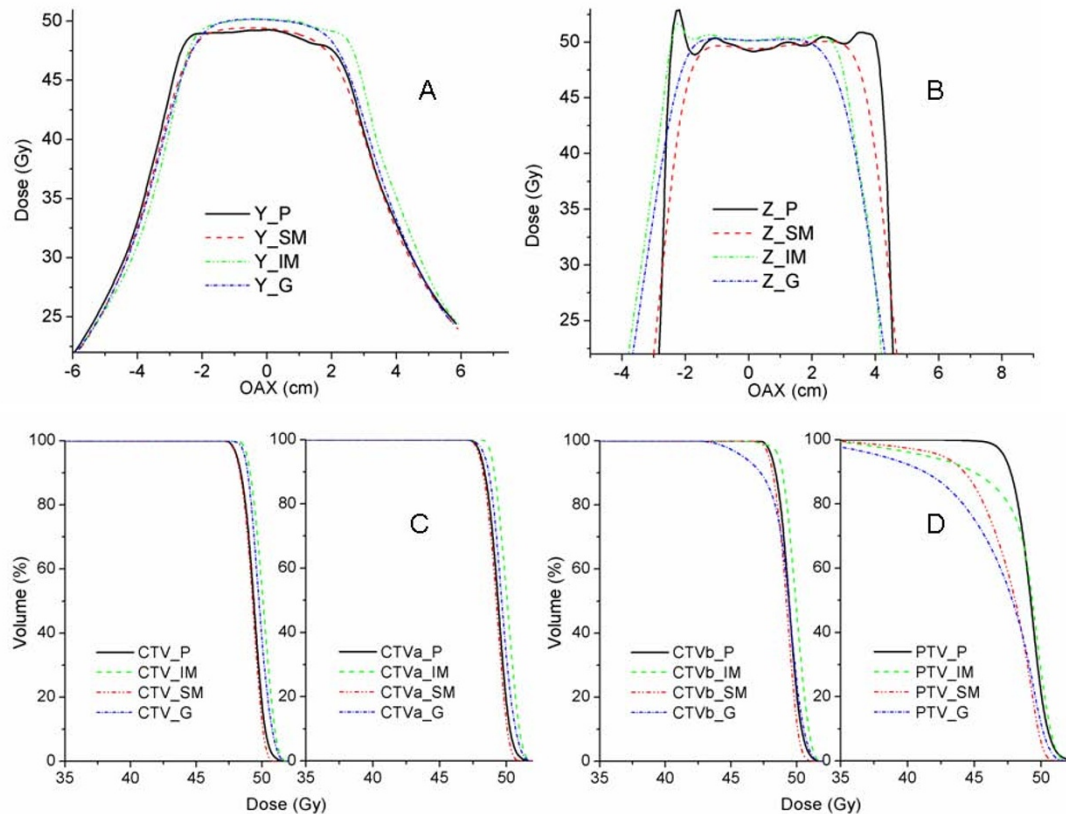 50
45
40
35
30
25
Dose (Gy)
A
Y_P
Y_SM
Y_IM
Y_G
-6
-4
-2
0
2
4
6
OAX (cm)
50
45
40
35
30
25
Dose (Gy)
B
Z_P
Z_SM
Z_IM
Z_G
-4
-2
0
2
4
6
8
OAX (cm)
100
80
60
40
20
0
Volume (%)
CTV_P
CTV_IM
CTV_SM
CTV_G
35
40
45
50
Dose (Gy)
100
80
60
40
20
0
C
CTVa_P
CTVa_IM
CTVa_SM
CTVa_G
35
40
45
50
Dose (Gy)
100
80
60
40
20
0
Volume (%)
CTVb_P
CTVb_IM
CTVb_SM
CTVb_G
35
40
45
50
Dose (Gy)
100
80
60
40
20
0
D
PTV_P
PTV_IM
PTV_SM
PTV_G
35
40
45
50
Dose (Gy)